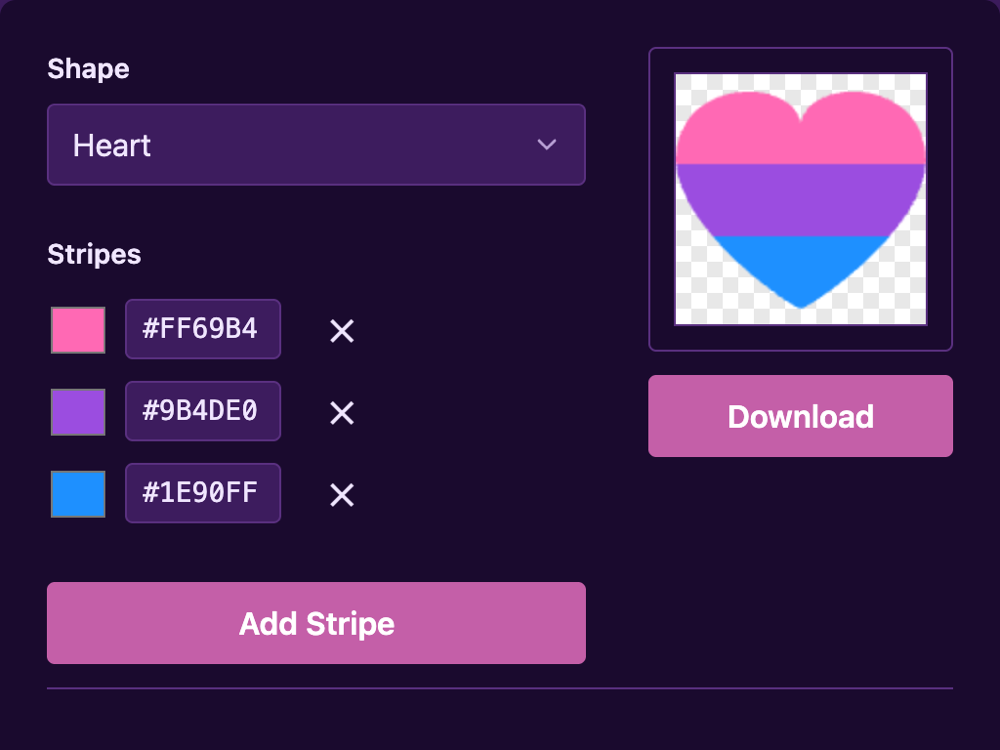 Shape
Heart
Stripes
#FF69B4
#9B4DE0
#1E90FF
Add Stripe
Download